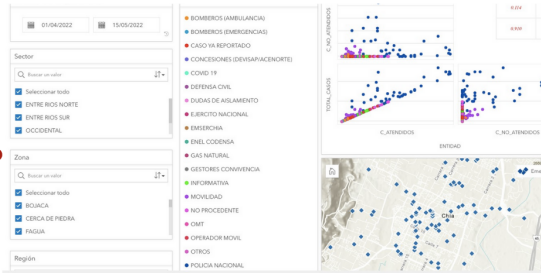 01/04/2022
15/03/2022
Sector
Buscar un valor
Seleccionar todo
ENTRE RIOS NORTE
ENTRE RIOS SUR
OCCIDENTAL
Zona
Buscar un valor
Seleccionar todo
BOJACA
CERCA DE PIEDRA
FAGUA
Región
BOMBEROS (AMBULANCIA)
BOMBEROS (EMERGENCIAS)
CASO YA REPORTADO
CONCESIONES (DEVISAP/ACENORTE)
COVID 19
DEFENSA CIVIL
DUDAS DE AISLAMIENTO
EJERCITO NACIONAL
EMSERCHIA
ENEL CODENSA
GAS NATURAL
GESTORES CONVIVENCIA
INFORMATIVA
MOVILIDAD
NO PROCEDENTE
OMT
OPERADOR MOVIL
OTROS
POLICIA NACIONAL
C_NO_ATENDIDOS
TOTAL_CASOS
C_ATENDIDOS
C_NO_ATENDIDOS
ENTIDAD
Chia